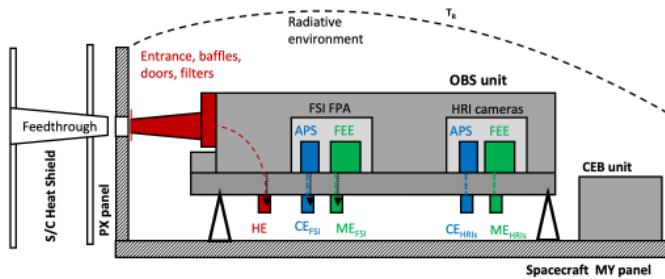 Radiative
environment
T_R
Entrance, baffles,
doors, filters
OBS unit
FSI FPA
HRI cameras
APS
FEE
APS
FEE
Feedthrough
CEB unit
S/C Heat Shield
PX panel
HE
CE_FSI
ME_FSI
CE_HRIs
ME_HRIs
Spacecraft MY panel